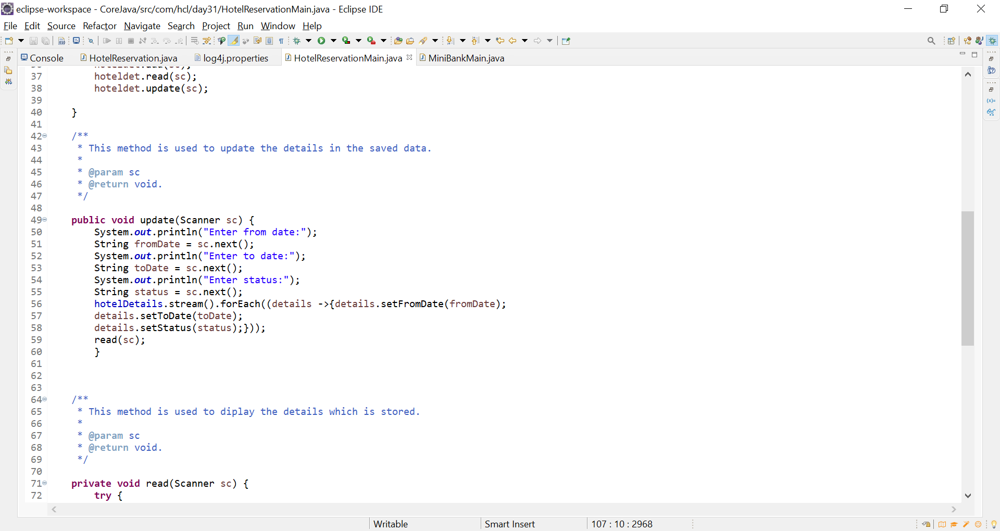 eclipse-workspace - CoreJava/src/com/hcl/day31/HotelReservationMain.java - Eclipse IDE
File Edit Source Refactor Navigate Search Project Run Window Help
Console HotelReservation.java log4j.properties HotelReservationMain.java MiniBankMain.java
37 hoteldet.read(sc);
38 hoteldet.update(sc);
39
40 }
41
42 /**
43 * This method is used to update the details in the saved data.
44 *
45 * @param sc
46 * @return void.
47 */
48
49 public void update(Scanner sc) {
50 System.out.println("Enter from date:");
51 String fromDate = sc.next();
52 System.out.println("Enter to date:");
53 String toDate = sc.next();
54 System.out.println("Enter status:");
55 String status = sc.next();
56 hotelDetails.stream().forEach((details ->{details.setFromDate(fromDate);
57 details.setToDate(toDate);
58 details.setStatus(status);}));
59 read(sc);
60 }
61
62
63
64 /**
65 * This method is used to diplay the details which is stored.
66 *
67 * @param sc
68 * @return void.
69 */
70
71 private void read(Scanner sc) {
72 try {
Writable Smart Insert 107 : 10 : 2968